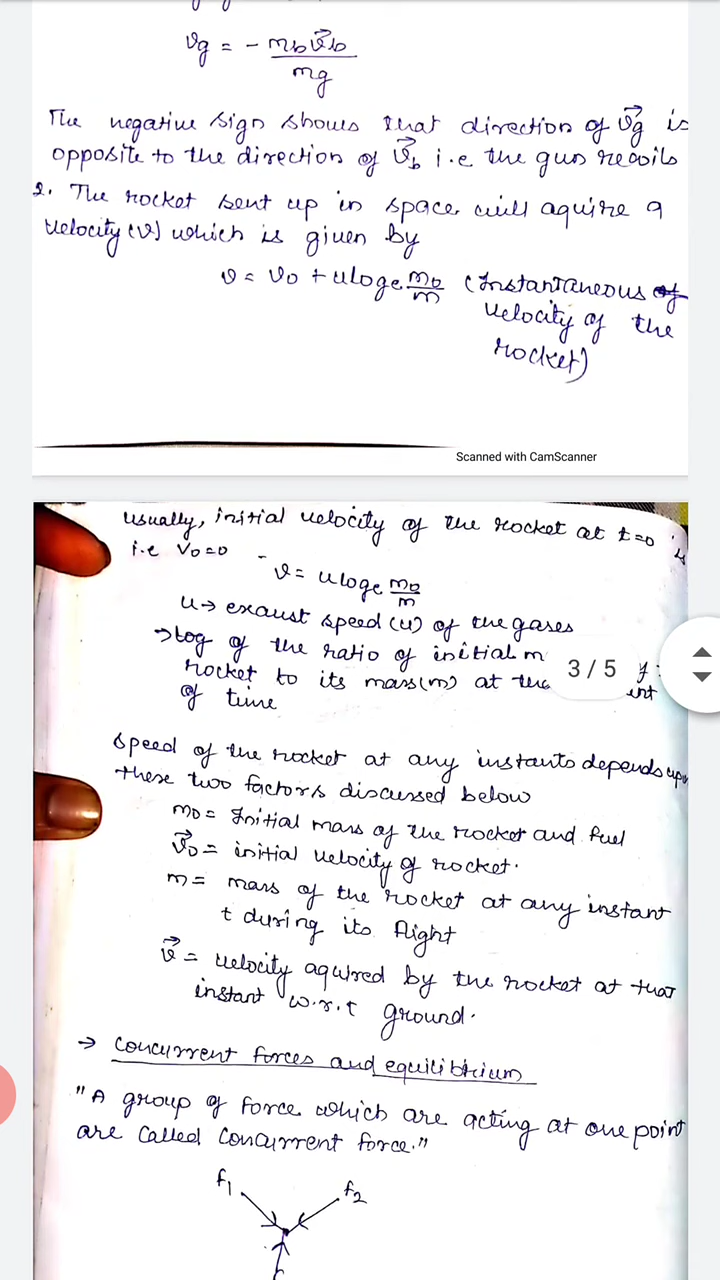 vg = - mb v⃗b / mg
The negative sign shows that direction of v⃗g is
opposite to the direction of v⃗b i.e the gun recoils
2. The rocket sent up in space will aquire a
velocity (v) which is given by
v = v0 + u loge m0/m (Instantaneous of
velocity of the
rocket)
Scanned with CamScanner
usually, initial velocity of the rocket at t=0 is
i.e V0=0
v = u loge m0/m
u→ exaust speed (u) of the gases
→ log of the ratio of initial m
3 / 5
rocket to its mass(m) at the
of time
speed of the rocket at any instants depends upon
these two factors discussed below
m0 = Initial mass of the rocket and fuel
v⃗0 = initial velocity of rocket.
m = mass of the rocket at any instant
t during its flight
v⃗ = velocity aquired by the rocket at that
instant w.r.t ground.
→ Concurrent forces and equilibrium
"A group of force which are acting at one point
are called Concurrent force."
f1
f2